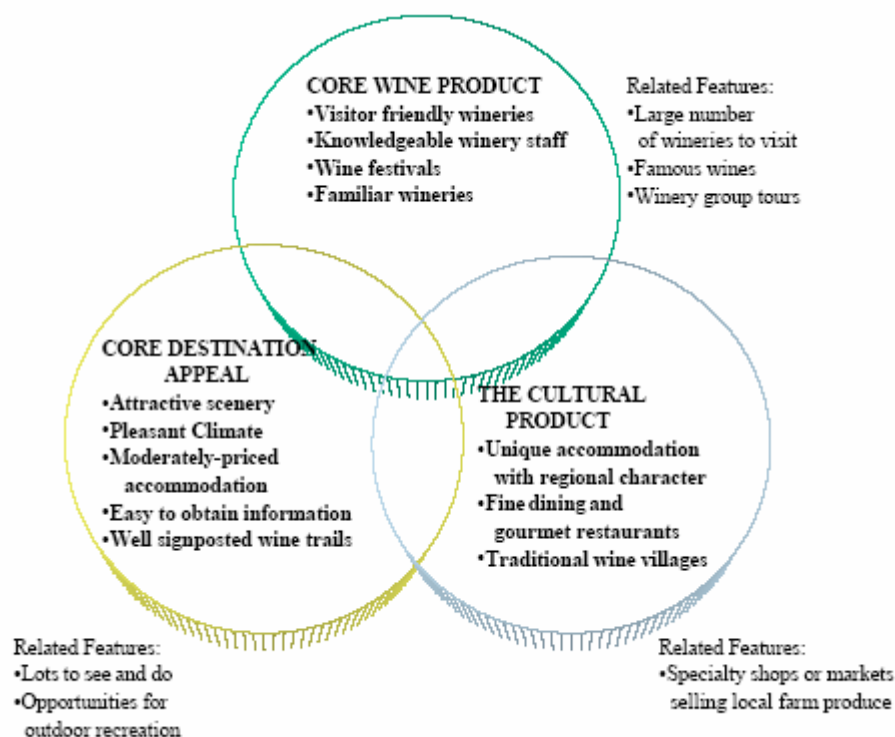 CORE WINE PRODUCT
•Visitor friendly wineries
•Knowledgeable winery staff
•Wine festivals
•Familiar wineries
Related Features:
•Large number
of wineries to visit
•Famous wines
•Winery group tours
CORE DESTINATION
APPEAL
•Attractive scenery
•Pleasant Climate
•Moderately-priced
accommodation
•Easy to obtain information
•Well signposted wine trails
THE CULTURAL
PRODUCT
•Unique accommodation
with regional character
•Fine dining and
gourmet restaurants
•Traditional wine villages
Related Features:
•Lots to see and do
•Opportunities for
outdoor recreation
Related Features:
•Specialty shops or markets
selling local farm produce